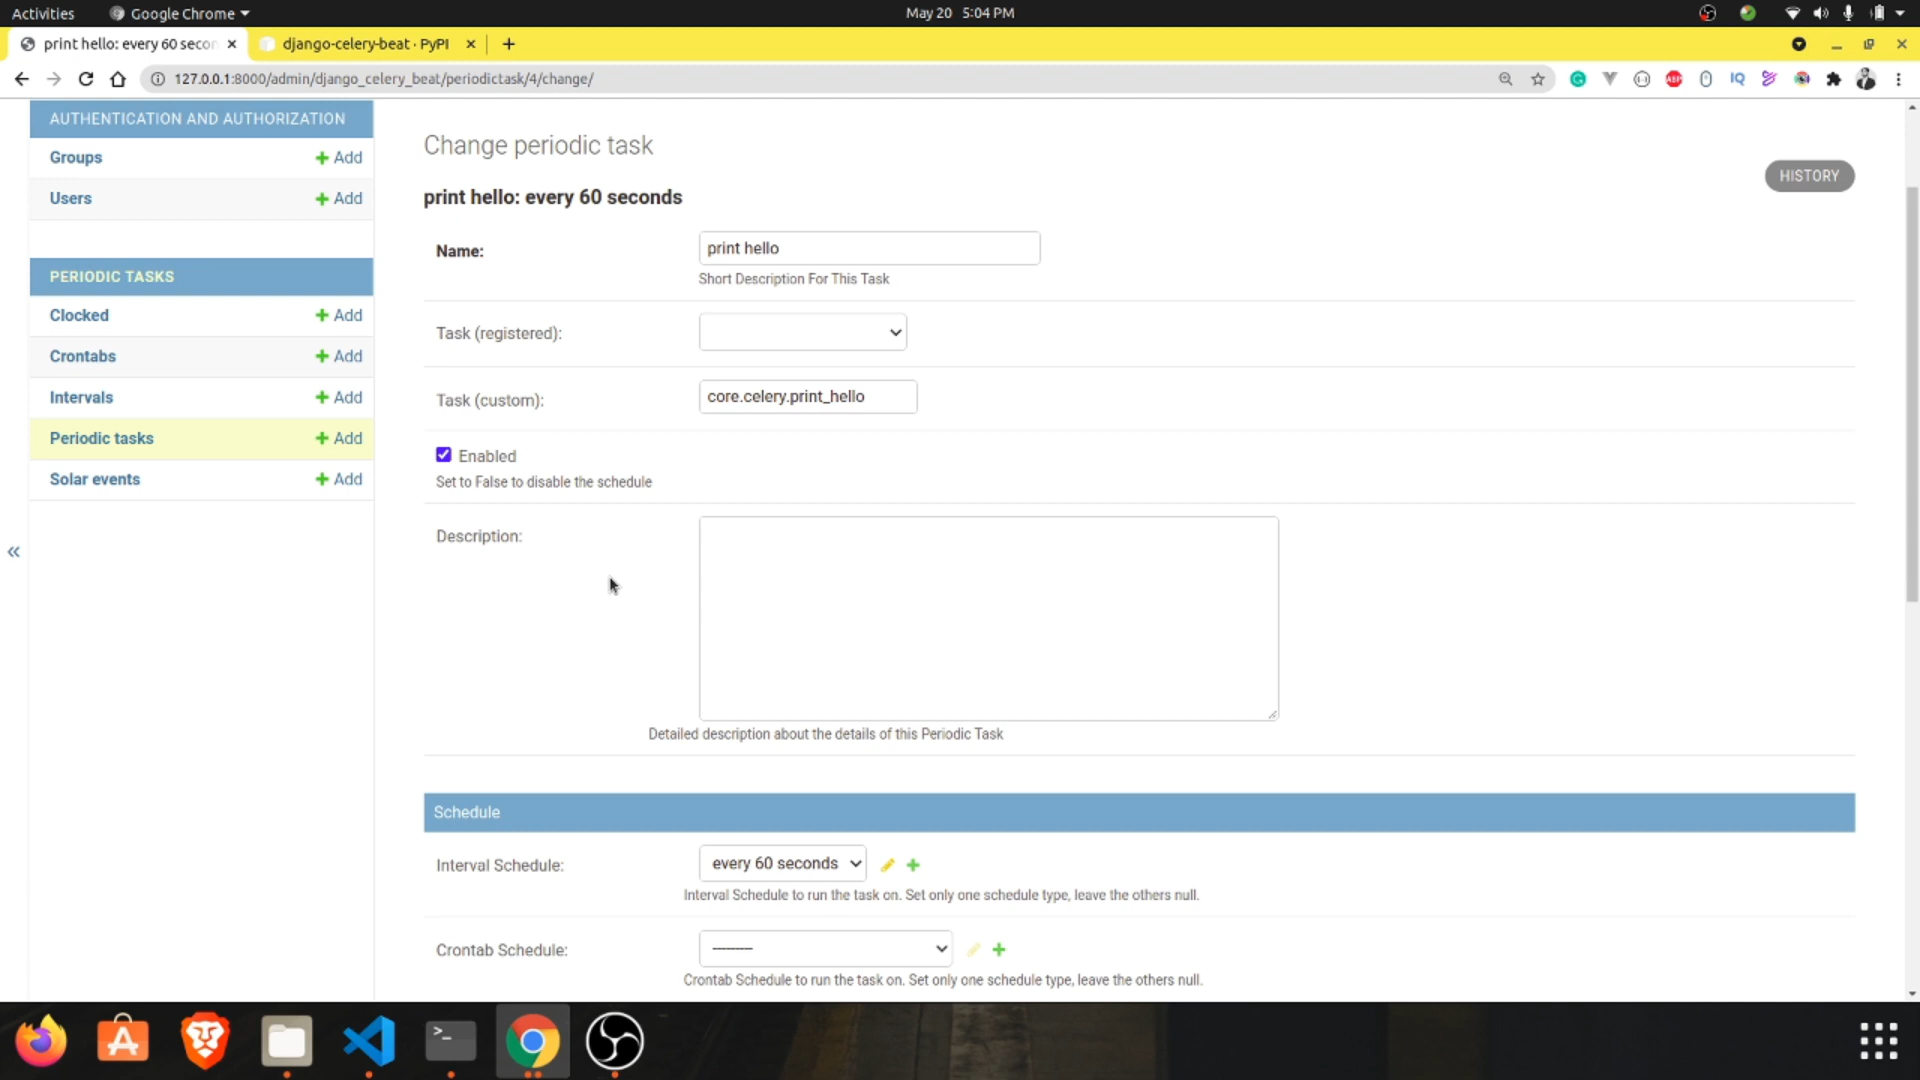 Activities Google Chrome May 20 5:04 PM
print hello: every 60 secon django-celery-beat · PyPI
127.0.0.1:8000/admin/django_celery_beat/periodictask/4/change/
AUTHENTICATION AND AUTHORIZATION
Groups + Add
Users + Add
PERIODIC TASKS
Clocked + Add
Crontabs + Add
Intervals + Add
Periodic tasks + Add
Solar events + Add
«
Change periodic task
HISTORY
print hello: every 60 seconds
Name: print hello
Short Description For This Task
Task (registered):
Task (custom): core.celery.print_hello
Enabled
Set to False to disable the schedule
Description:
Detailed description about the details of this Periodic Task
Schedule
Interval Schedule: every 60 seconds
Interval Schedule to run the task on. Set only one schedule type, leave the others null.
Crontab Schedule: ---------
Crontab Schedule to run the task on. Set only one schedule type, leave the others null.